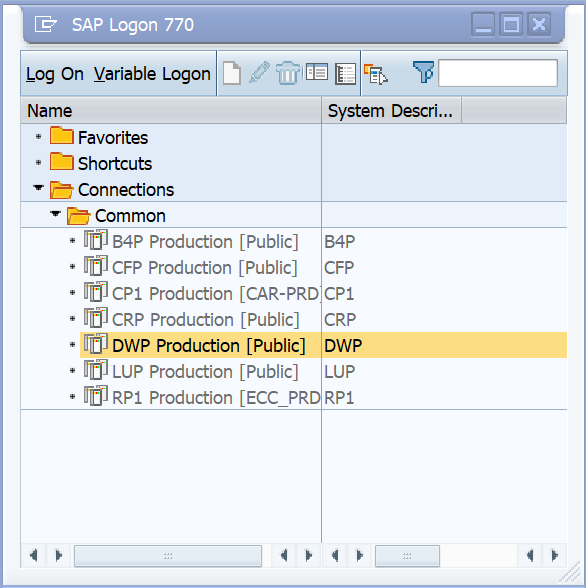 SAP Logon 770
Log On Variable Logon
Name System Descri...
Favorites
Shortcuts
Connections
Common
B4P Production [Public] B4P
CFP Production [Public] CFP
CP1 Production [CAR-PRD] CP1
CRP Production [Public] CRP
DWP Production [Public] DWP
LUP Production [Public] LUP
RP1 Production [ECC_PRD RP1